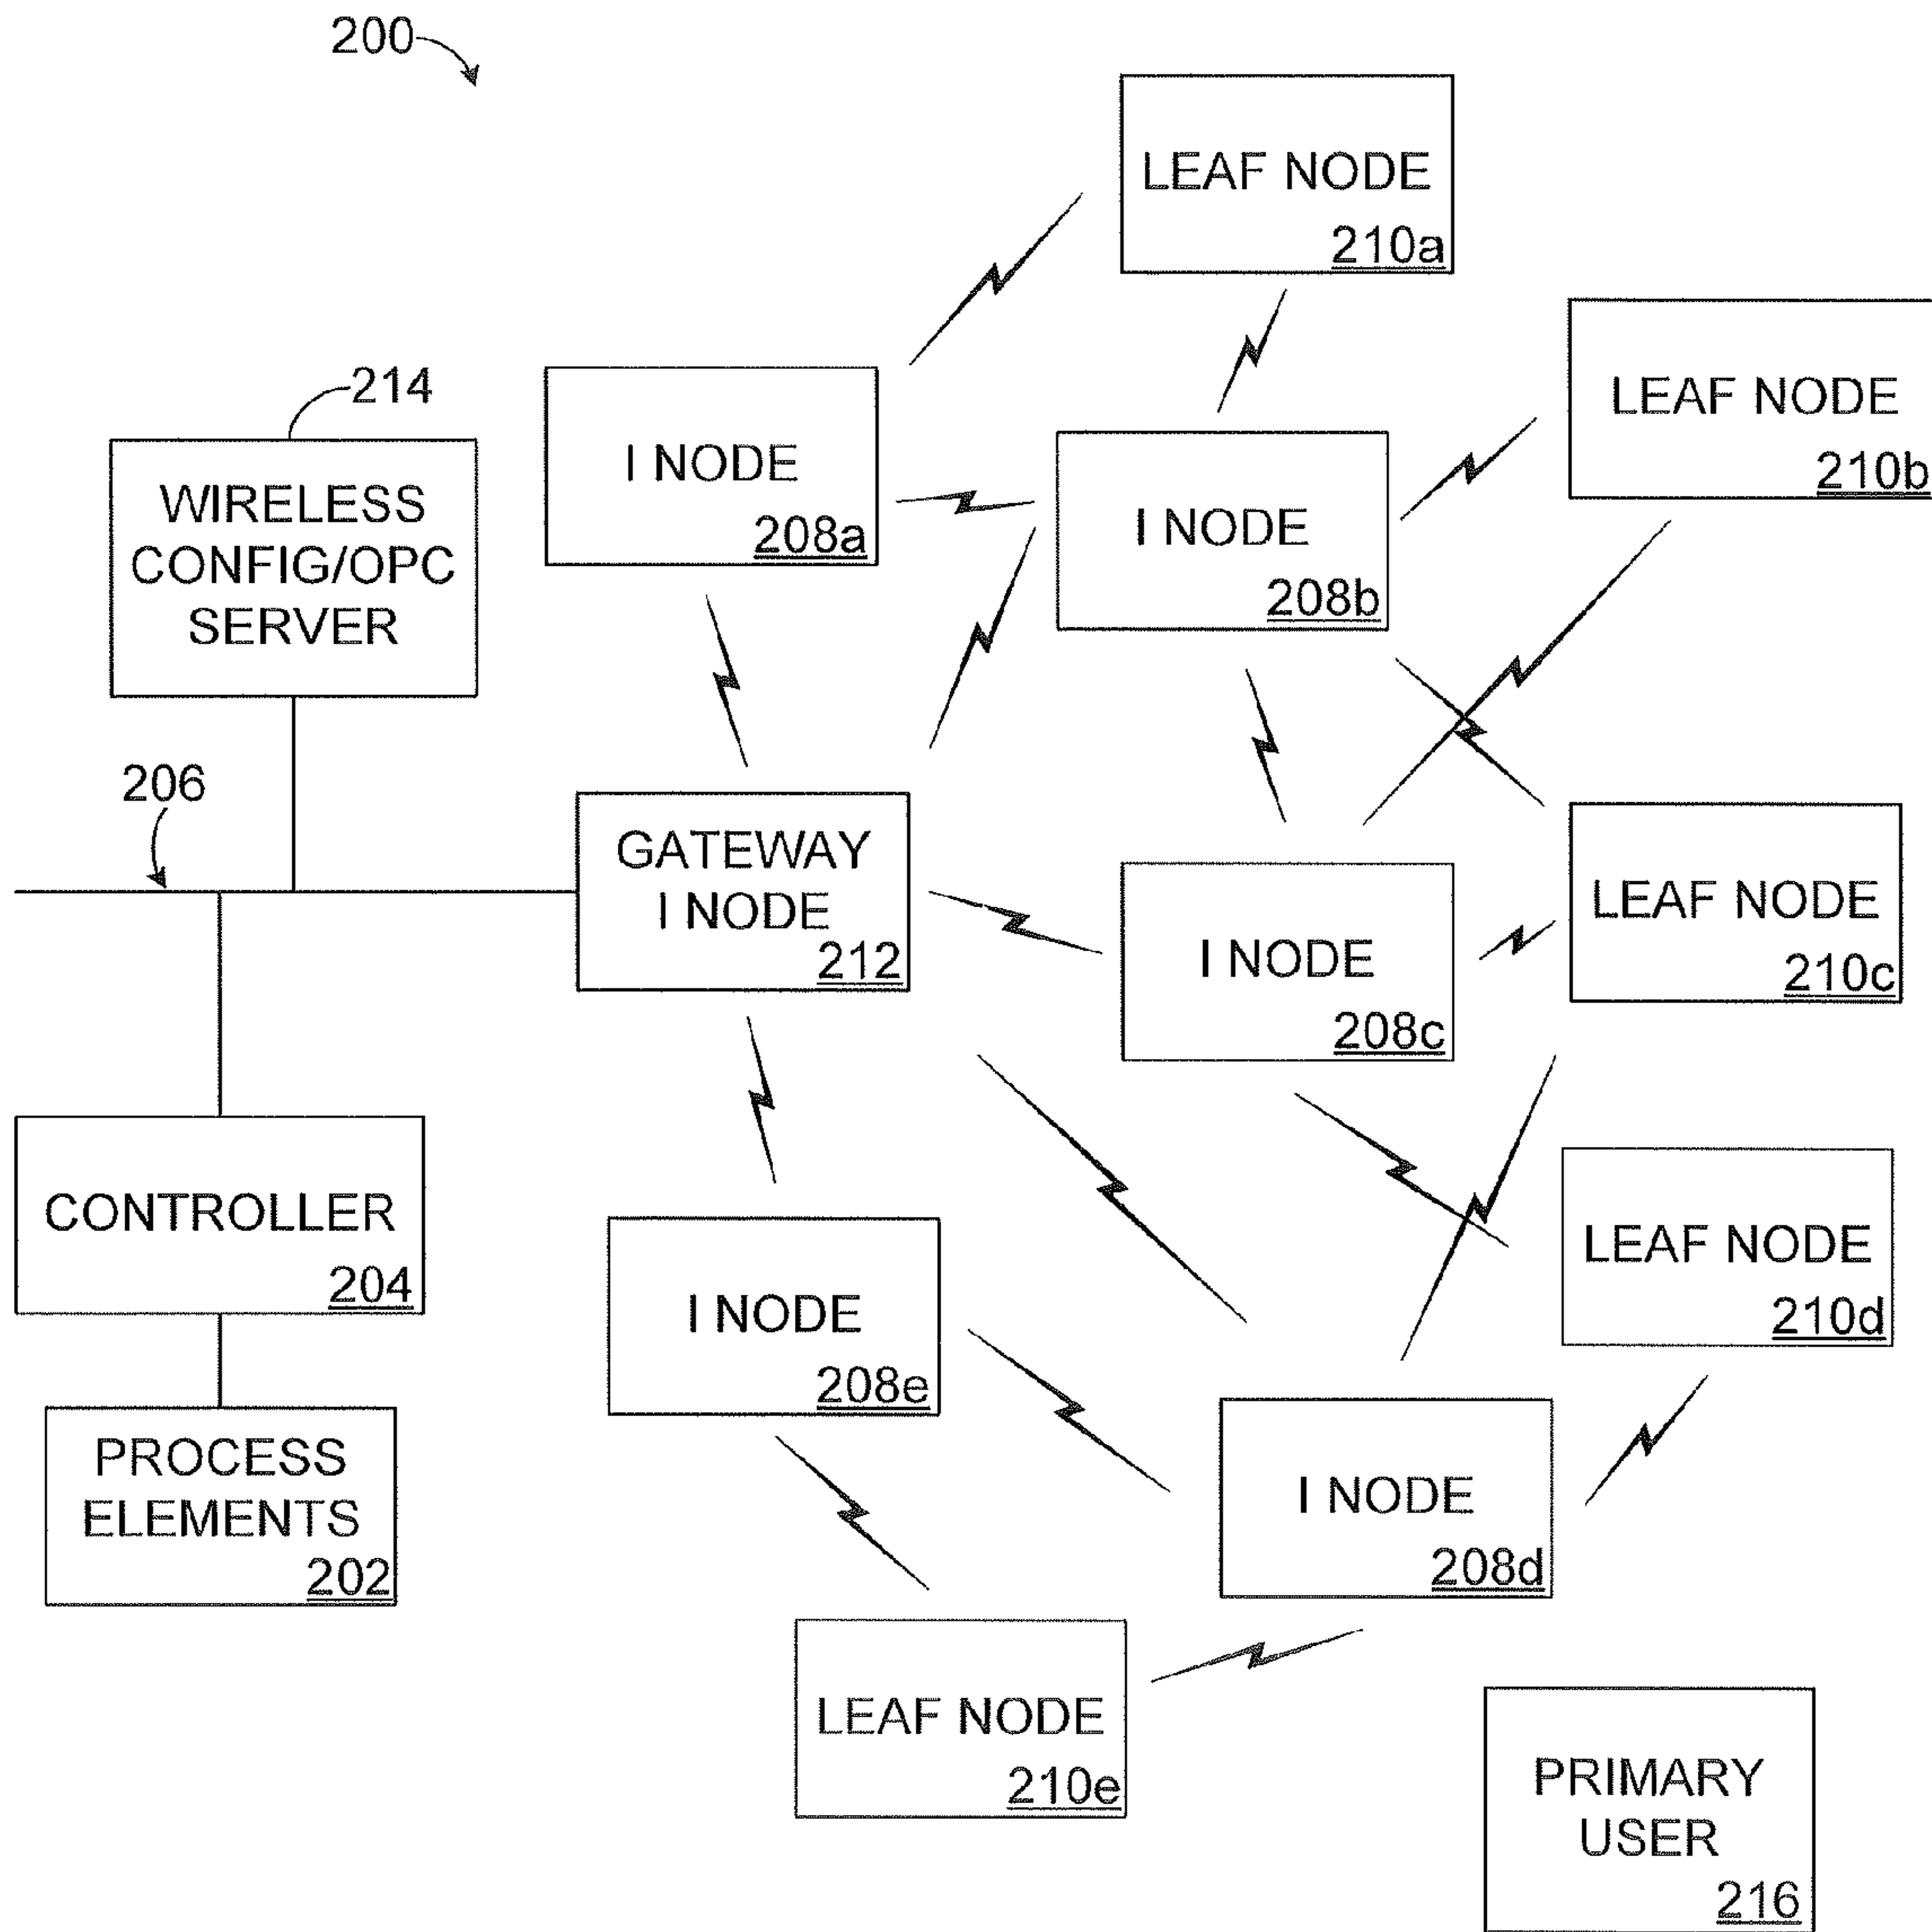 200
LEAF NODE
210a
LEAF NODE
210b
214
I NODE
208a
I NODE
208b
WIRELESS
CONFIG/OPC
SERVER
206
GATEWAY
I NODE
212
LEAF NODE
210c
I NODE
208c
CONTROLLER
204
LEAF NODE
210d
I NODE
208e
PROCESS
ELEMENTS
202
I NODE
208d
LEAF NODE
210e
PRIMARY
USER
216